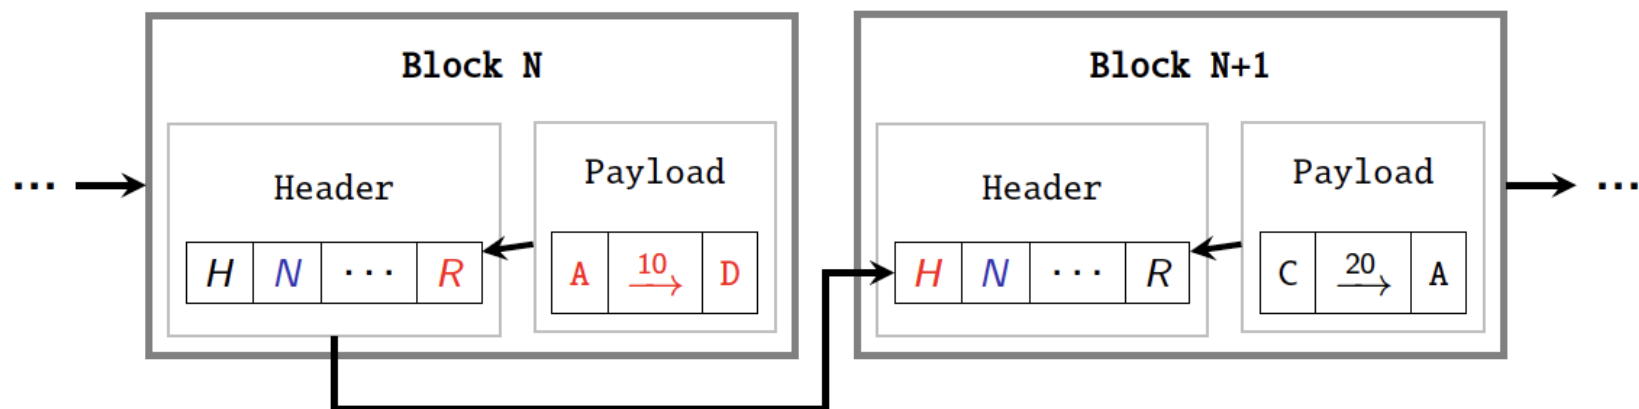 Block N
Header
Payload
H N ··· R
A 10 D
Block N+1
Header
Payload
H N ··· R
C 20 A